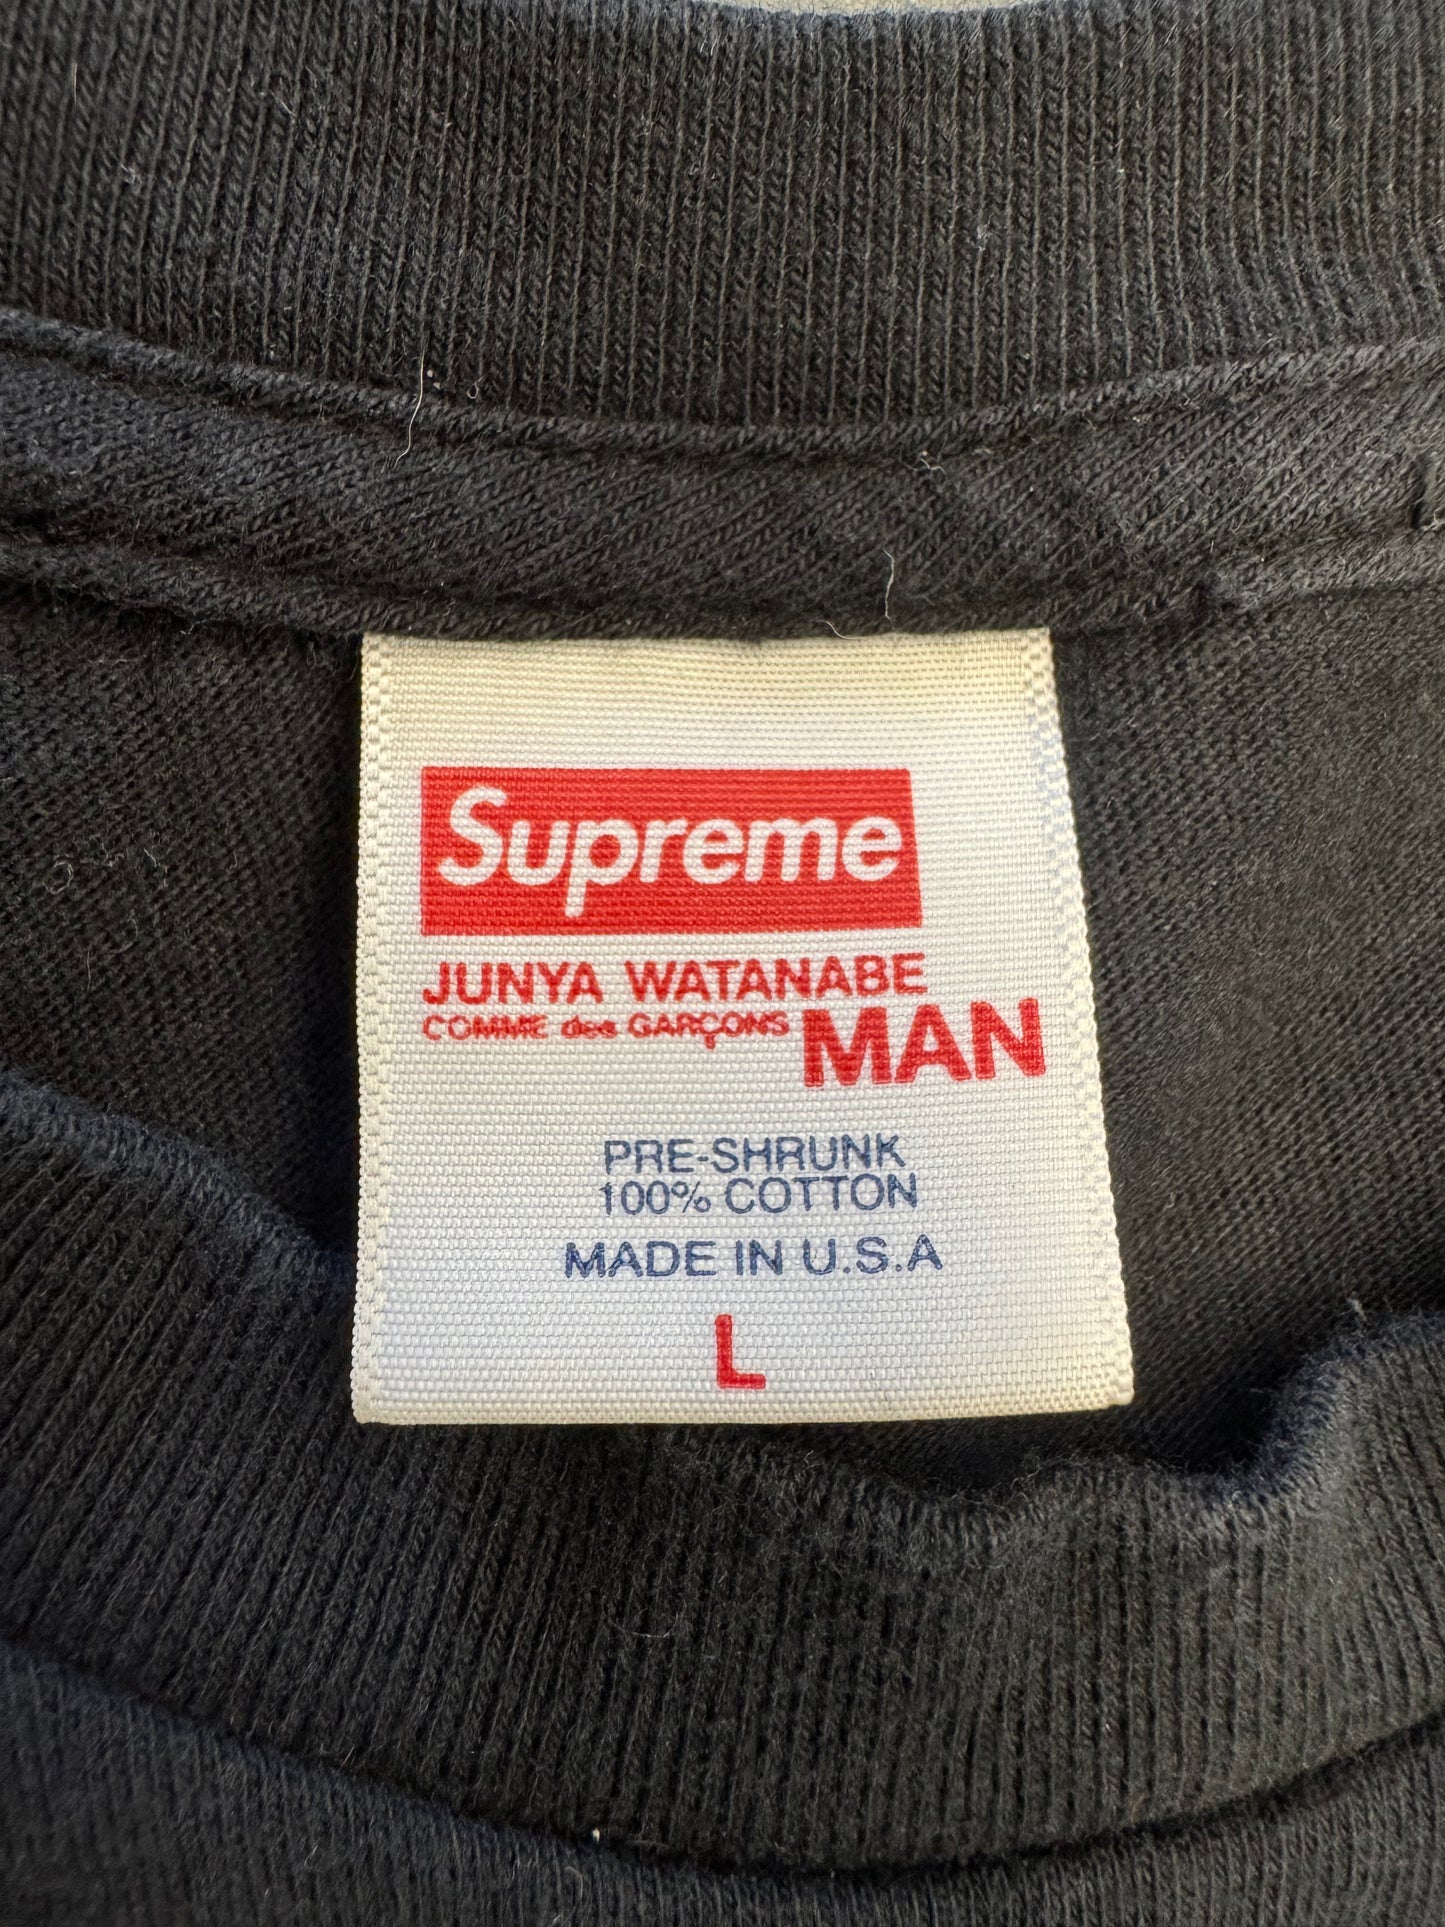 Supreme
JUNYA WATANABE
COMME des GARÇONS MAN
PRE-SHRUNK
100% COTTON
MADE IN U.S.A
L